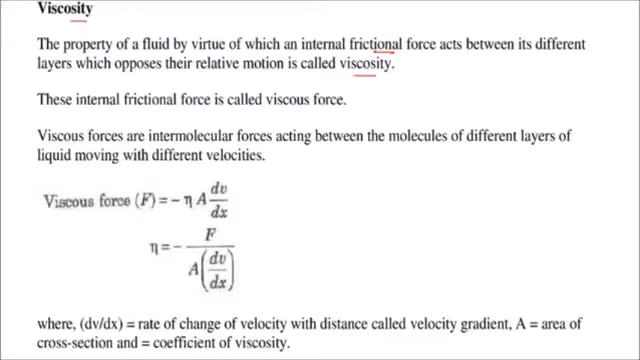 Viscosity
The property of a fluid by virtue of which an internal frictional force acts between its different
layers which opposes their relative motion is called viscosity.
These internal frictional force is called viscous force.
Viscous forces are intermolecular forces acting between the molecules of different layers of
liquid moving with different velocities.
Viscous force (F) = – η A dv/dx
η = – F / A(dv/dx)
where, (dv/dx) = rate of change of velocity with distance called velocity gradient, A = area of
cross-section and = coefficient of viscosity.